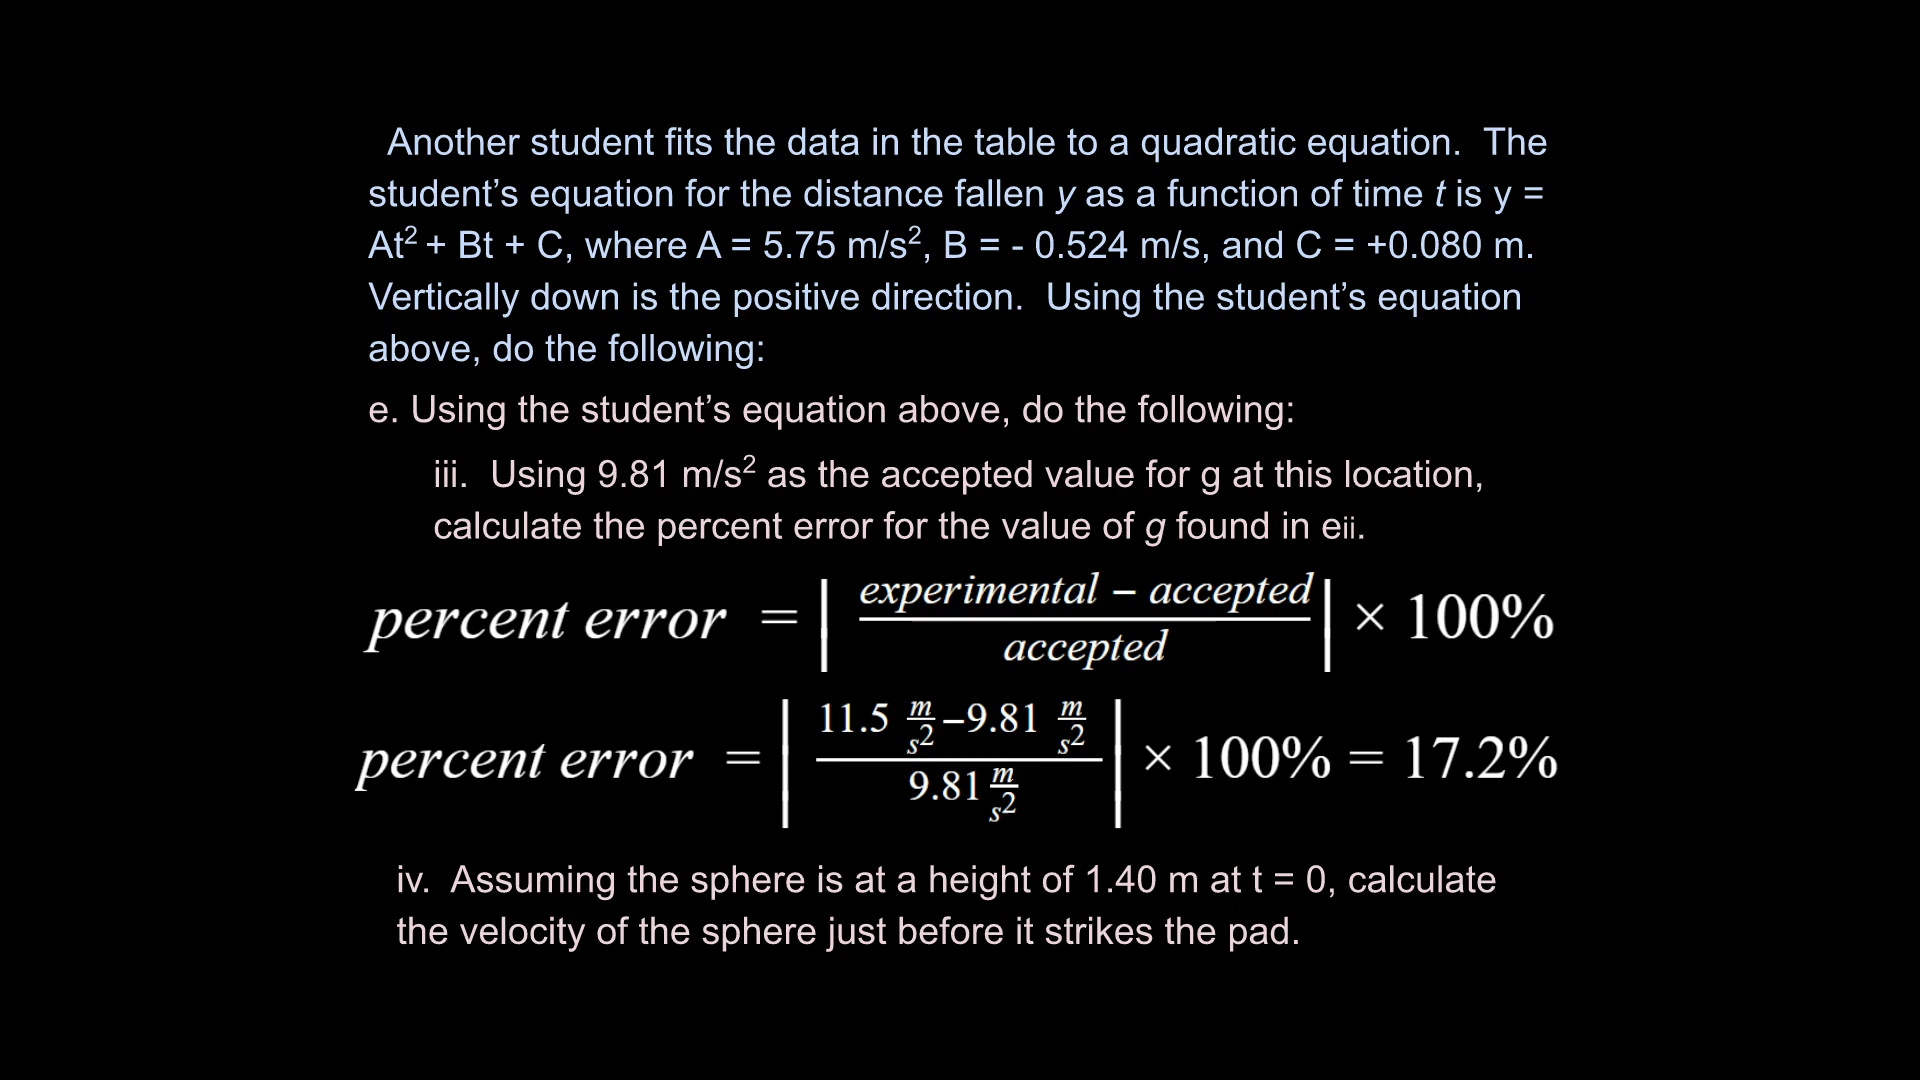 Another student fits the data in the table to a quadratic equation.  The
student’s equation for the distance fallen y as a function of time t is y =
At² + Bt + C, where A = 5.75 m/s², B = - 0.524 m/s, and C = +0.080 m.
Vertically down is the positive direction.  Using the student’s equation
above, do the following:
e. Using the student’s equation above, do the following:
iii.  Using 9.81 m/s² as the accepted value for g at this location,
calculate the percent error for the value of g found in eii.
percent error = | (experimental − accepted) / accepted | × 100%
percent error = | (11.5 m/s² − 9.81 m/s²) / 9.81 m/s² | × 100% = 17.2%
iv.  Assuming the sphere is at a height of 1.40 m at t = 0, calculate
the velocity of the sphere just before it strikes the pad.